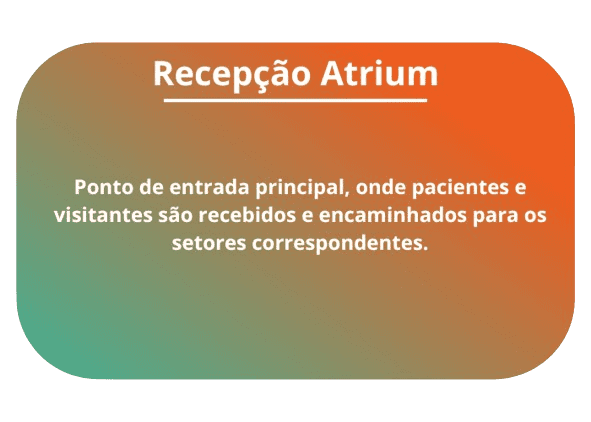 Recepção Atrium
Ponto de entrada principal, onde pacientes e
visitantes são recebidos e encaminhados para os
setores correspondentes.